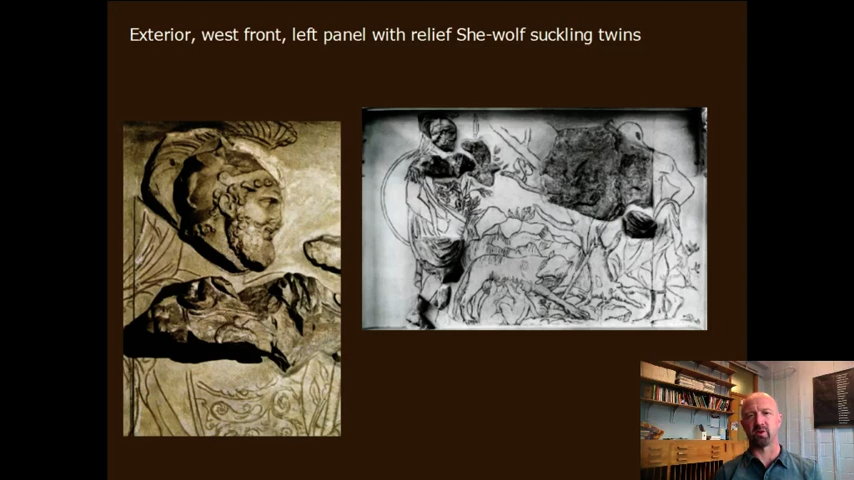 Exterior, west front, left panel with relief She-wolf suckling twins